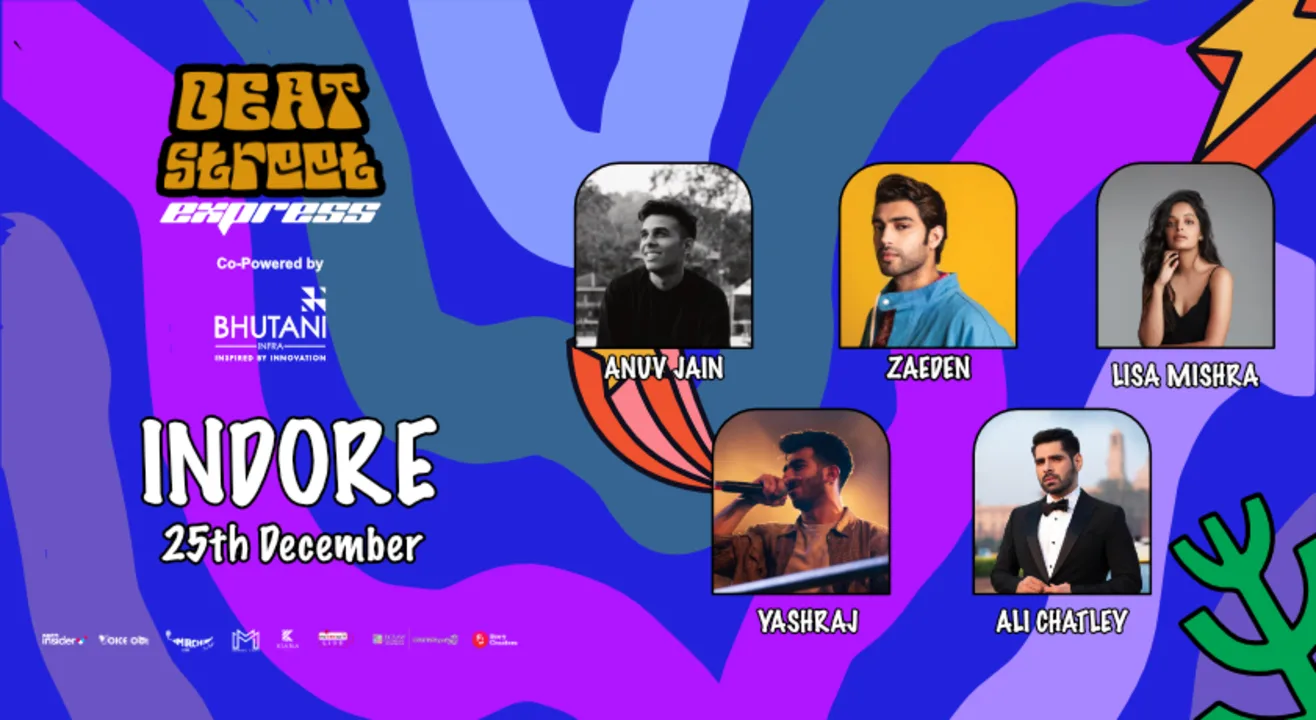 BEAT
Street
express
Co-Powered by
BHUTANI
INFRA
INSPIRED BY INNOVATION
INDORE
25th December
ANUV JAIN
ZAEDEN
LISA MISHRA
YASHRAJ
ALI CHATLEY
insider